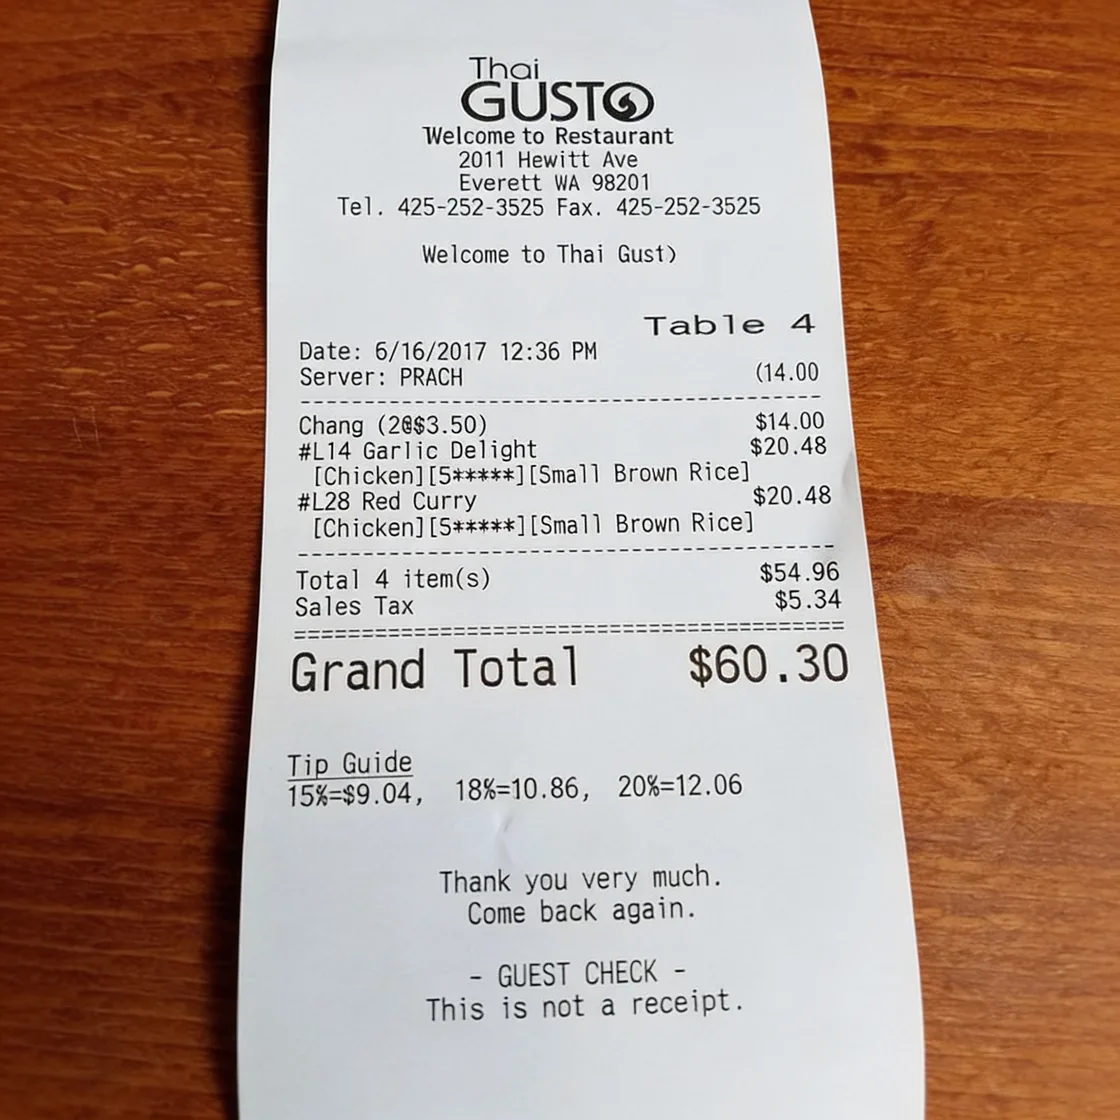 Thai
GUSTO
Welcome to Restaurant
2011 Hewitt Ave
Everett WA 98201
Tel. 425-252-3525 Fax. 425-252-3525
Welcome to Thai Gust)
Table 4
Date: 6/16/2017 12:36 PM
Server: PRACH (14.00
Chang (2@$3.50) $14.00
#L14 Garlic Delight $20.48
[Chicken][5*****][Small Brown Rice]
#L28 Red Curry $20.48
[Chicken][5*****][Small Brown Rice]
Total 4 item(s) $54.96
Sales Tax $5.34
Grand Total $60.30
Tip Guide
15%=$9.04, 18%=10.86, 20%=12.06
Thank you very much.
Come back again.
- GUEST CHECK -
This is not a receipt.